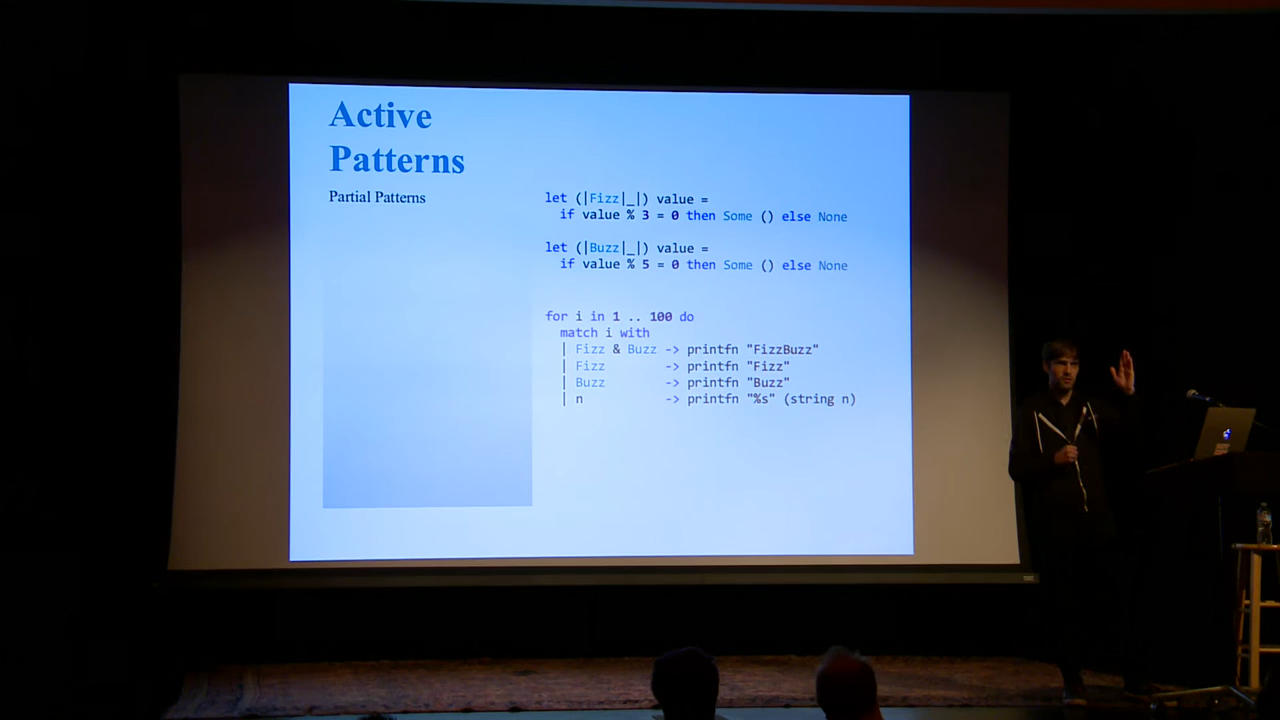 Active
Patterns
Partial Patterns
let (|Fizz|_|) value =
  if value % 3 = 0 then Some () else None
let (|Buzz|_|) value =
  if value % 5 = 0 then Some () else None
for i in 1 .. 100 do
  match i with
  | Fizz & Buzz -> printfn "FizzBuzz"
  | Fizz        -> printfn "Fizz"
  | Buzz        -> printfn "Buzz"
  | n           -> printfn "%s" (string n)